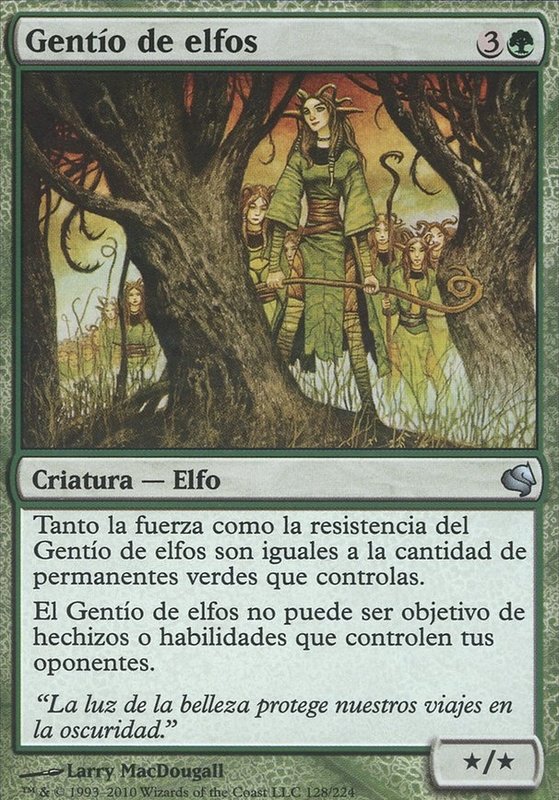 Gentío de elfos 3
Criatura — Elfo
Tanto la fuerza como la resistencia del
Gentío de elfos son iguales a la cantidad de
permanentes verdes que controlas.
El Gentío de elfos no puede ser objetivo de
hechizos o habilidades que controlen tus
oponentes.
“La luz de la belleza protege nuestros viajes en
la oscuridad.”
★/★
Larry MacDougall
™ & © 1993–2010 Wizards of the Coast LLC 128/224